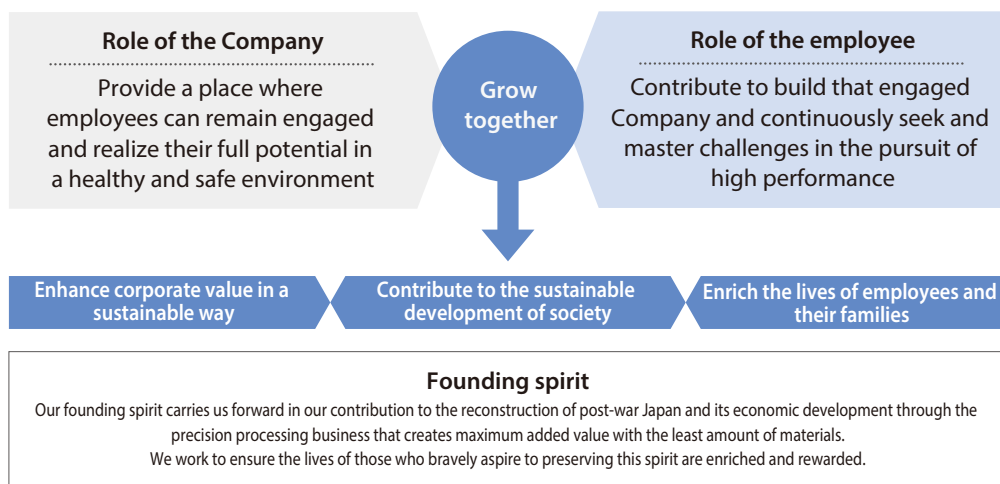 Role of the Company
Provide a place where
employees can remain engaged
and realize their full potential in
a healthy and safe environment
Grow
together
Role of the employee
Contribute to build that engaged
Company and continuously seek and
master challenges in the pursuit of
high performance
Enhance corporate value in a
sustainable way
Contribute to the sustainable
development of society
Enrich the lives of employees and
their families
Founding spirit
Our founding spirit carries us forward in our contribution to the reconstruction of post-war Japan and its economic development through the
precision processing business that creates maximum added value with the least amount of materials.
We work to ensure the lives of those who bravely aspire to preserving this spirit are enriched and rewarded.